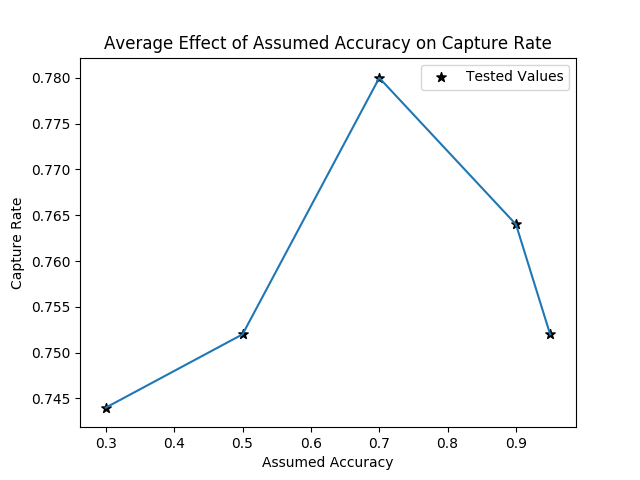 Average Effect of Assumed Accuracy on Capture Rate
Tested Values
0.780
0.775
0.770
0.765
0.760
0.755
0.750
0.745
Capture Rate
0.3 0.4 0.5 0.6 0.7 0.8 0.9
Assumed Accuracy